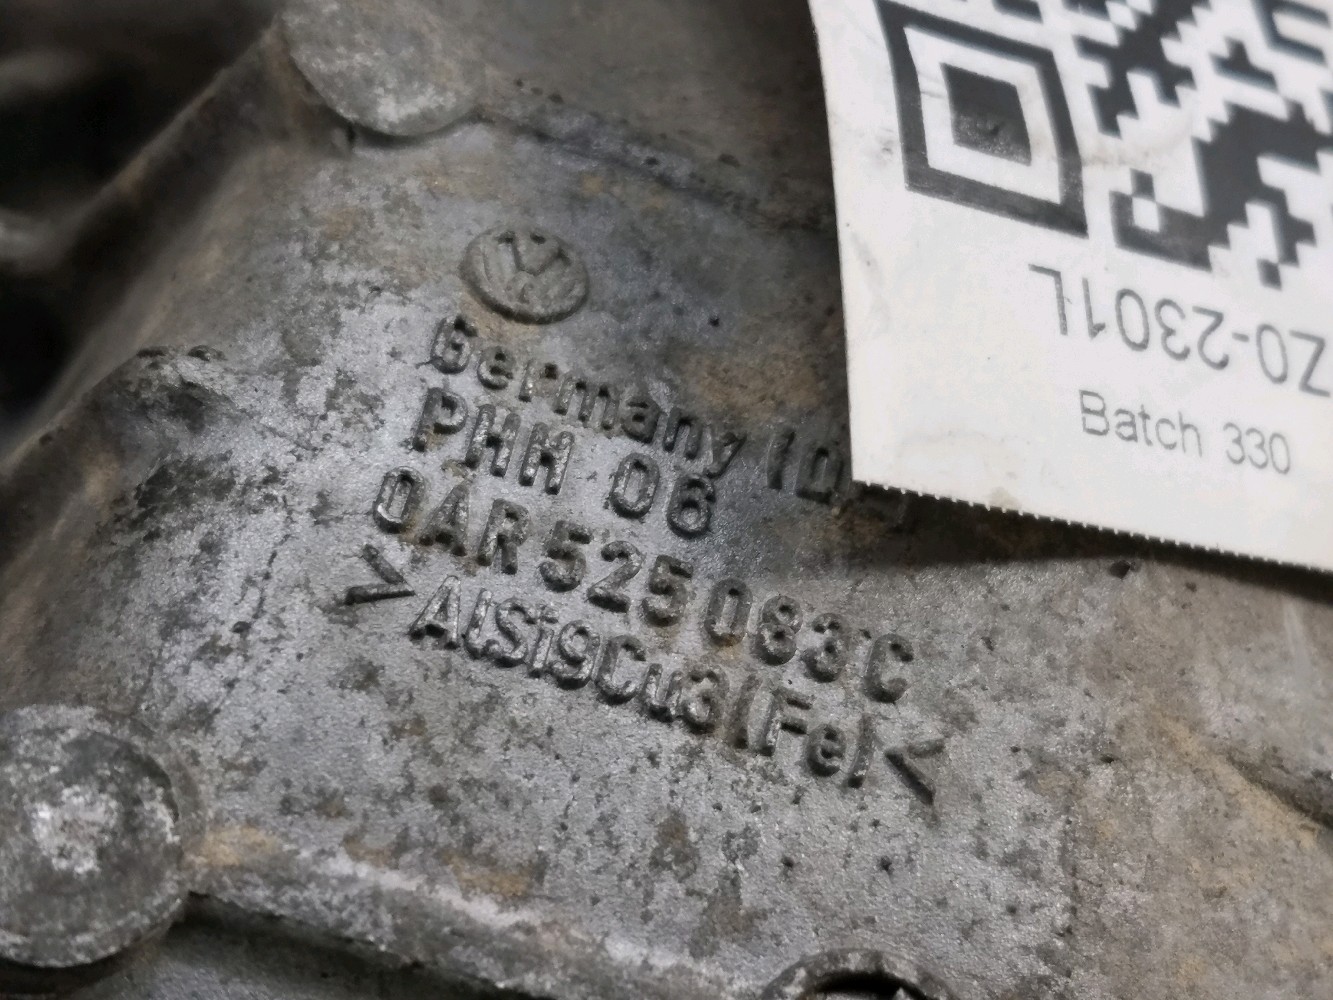 Germany (D
PHH 06
0AR 525 083 C
>AlSi9Cu3(Fe)<
Z0-2301L
Batch 330